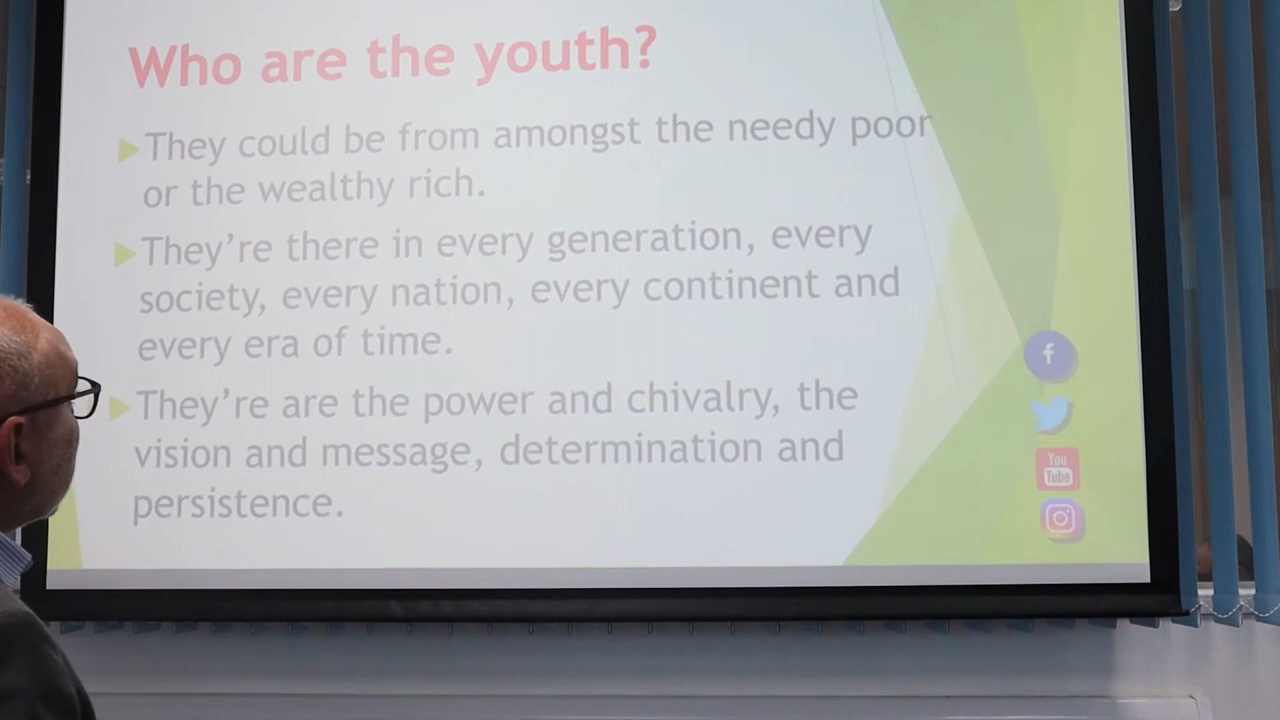 Who are the youth?
They could be from amongst the needy poor
or the wealthy rich.
They're there in every generation, every
society, every nation, every continent and
every era of time.
They're are the power and chivalry, the
vision and message, determination and
persistence.
f
You
Tube